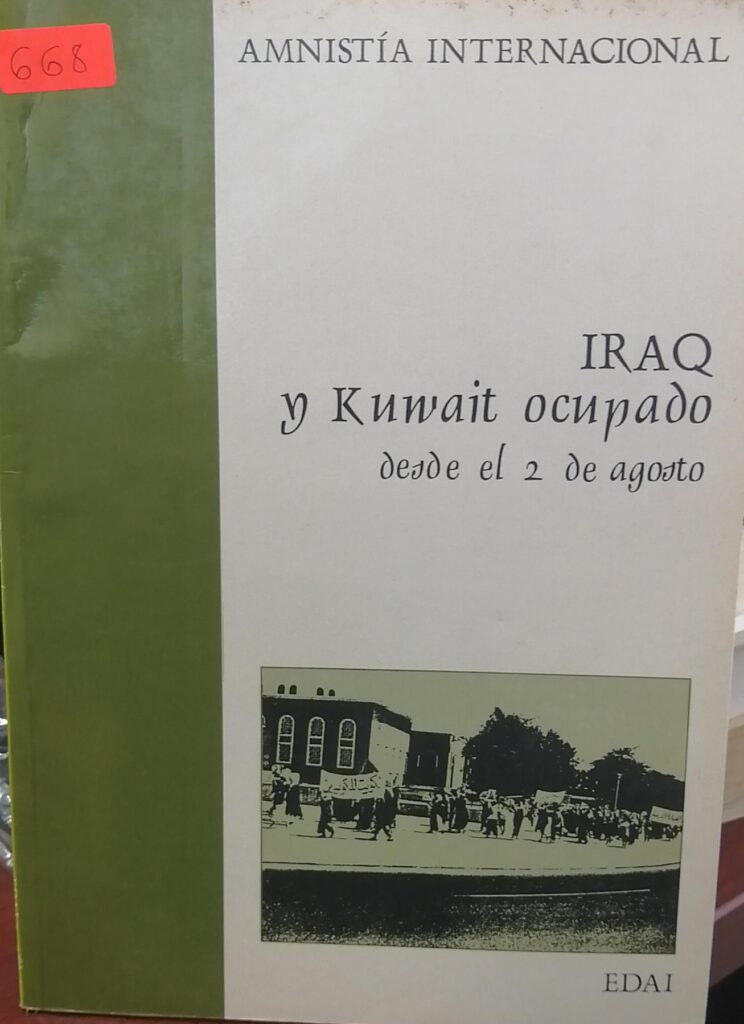 668
AMNISTÍA INTERNACIONAL
IRAQ
y Kuwait ocupado
desde el 2 de agosto
EDAI